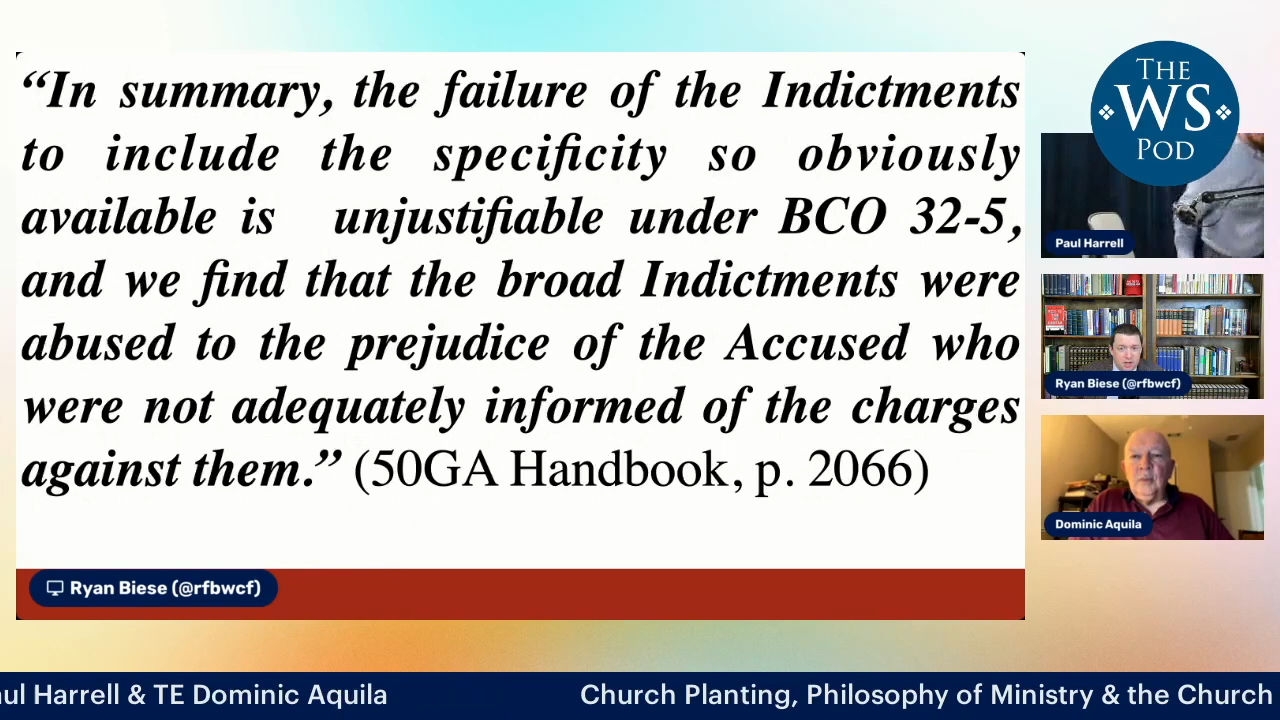 “In summary, the failure of the Indictments
to include the specificity so obviously
available is unjustifiable under BCO 32-5,
and we find that the broad Indictments were
abused to the prejudice of the Accused who
were not adequately informed of the charges
against them.” (50GA Handbook, p. 2066)
Ryan Biese (@rfbwcf)
THE
WS
POD
Paul Harrell
Ryan Biese (@rfbwcf)
Dominic Aquila
ul Harrell & TE Dominic Aquila
Church Planting, Philosophy of Ministry & the Church